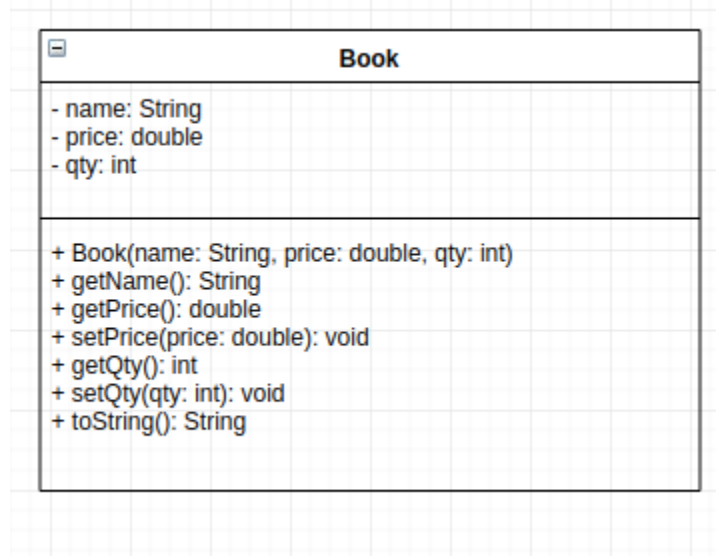 Book
- name: String
- price: double
- qty: int
+ Book(name: String, price: double, qty: int)
+ getName(): String
+ getPrice(): double
+ setPrice(price: double): void
+ getQty(): int
+ setQty(qty: int): void
+ toString(): String